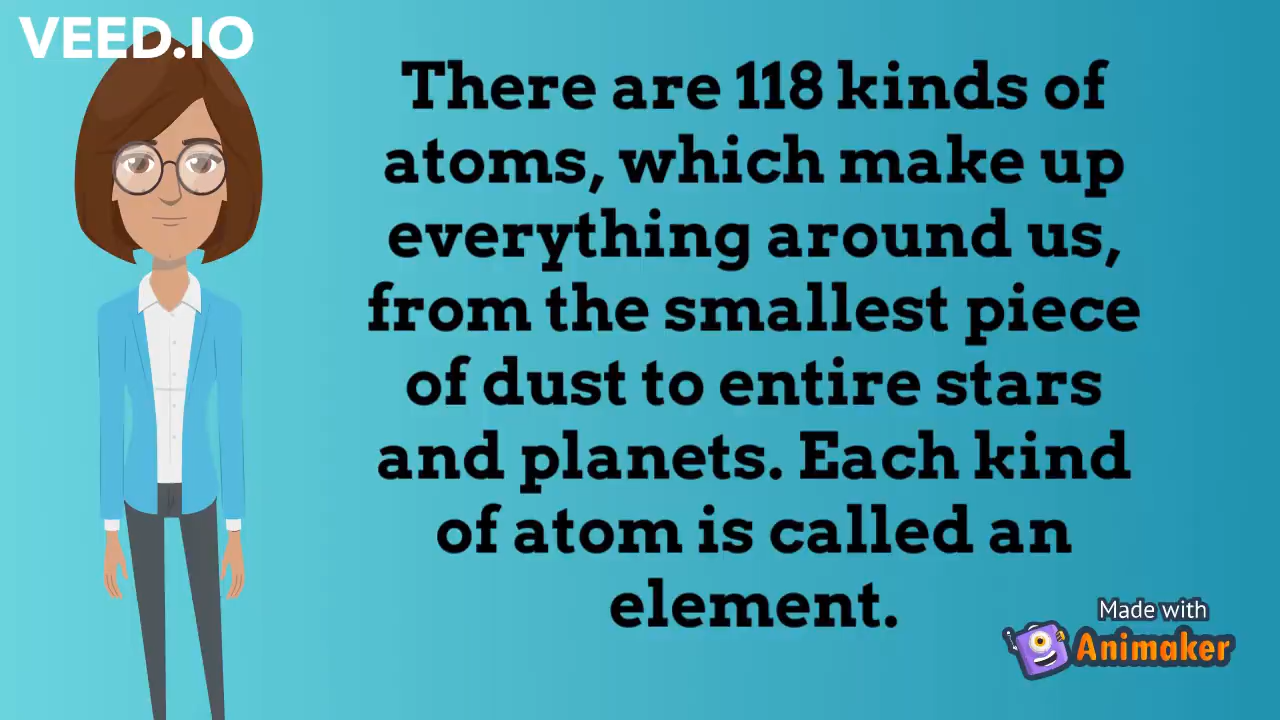 VEED.IO
There are 118 kinds of
atoms, which make up
everything around us,
from the smallest piece
of dust to entire stars
and planets. Each kind
of atom is called an
element.
Made with
Animaker